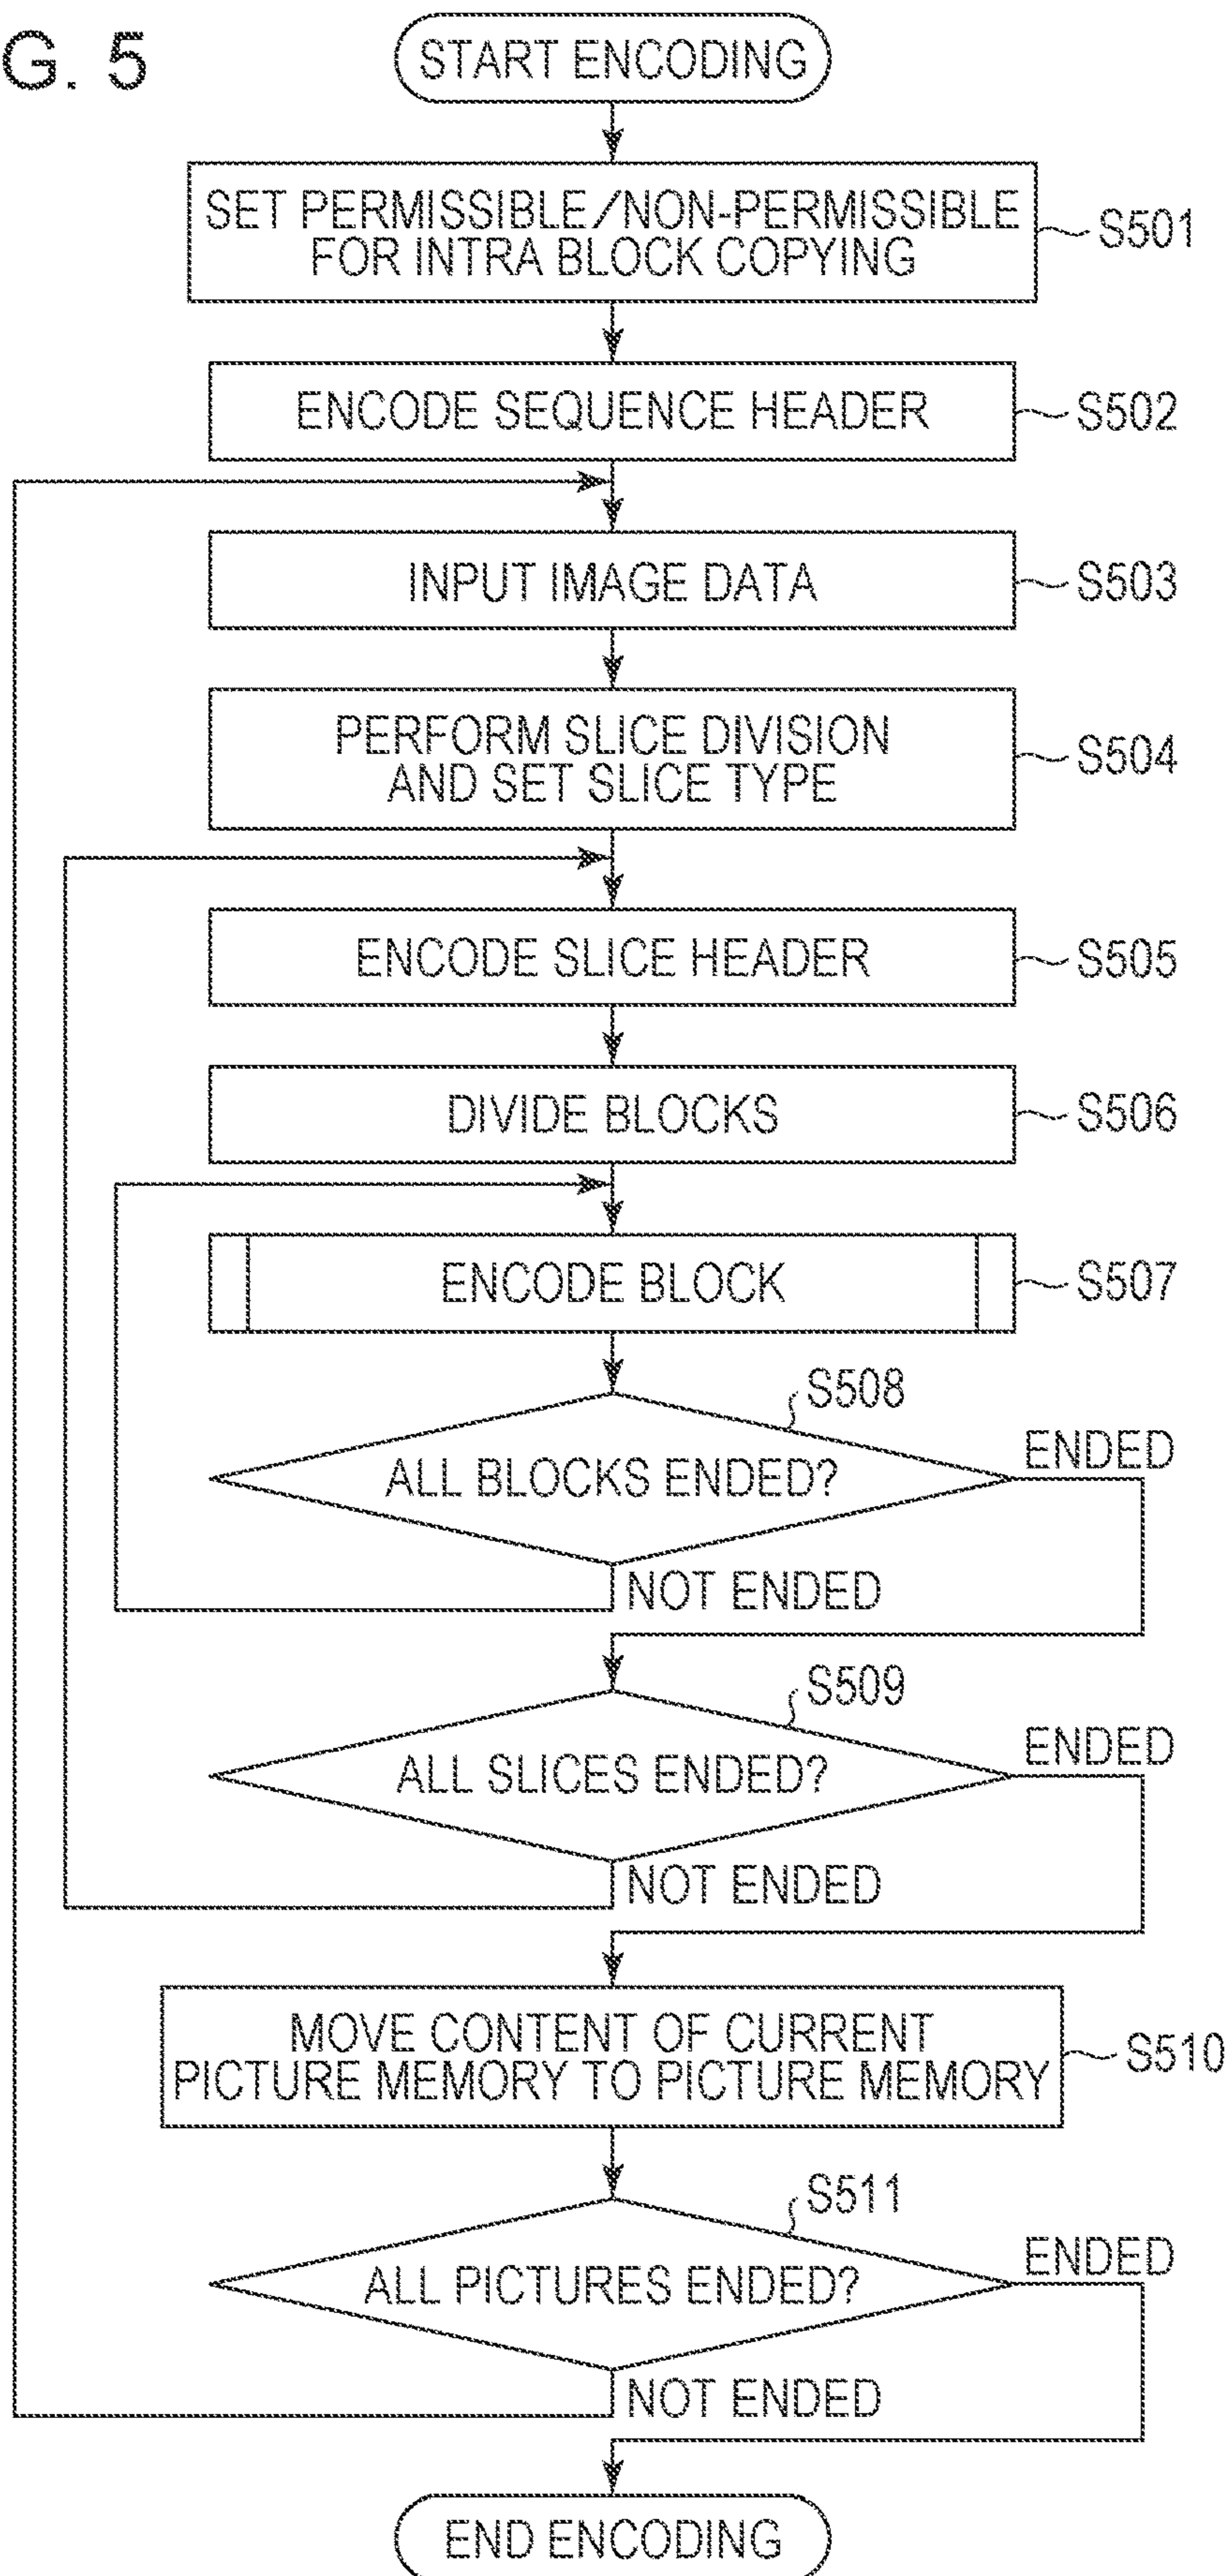 G. 5
START ENCODING
SET PERMISSIBLE/NON-PERMISSIBLE
FOR INTRA BLOCK COPYING
S501
ENCODE SEQUENCE HEADER
S502
INPUT IMAGE DATA
S503
PERFORM SLICE DIVISION
AND SET SLICE TYPE
S504
ENCODE SLICE HEADER
S505
DIVIDE BLOCKS
S506
ENCODE BLOCK
S507
S508
ALL BLOCKS ENDED?
ENDED
NOT ENDED
S509
ALL SLICES ENDED?
ENDED
NOT ENDED
MOVE CONTENT OF CURRENT
PICTURE MEMORY TO PICTURE MEMORY
S510
S511
ALL PICTURES ENDED?
ENDED
NOT ENDED
END ENCODING